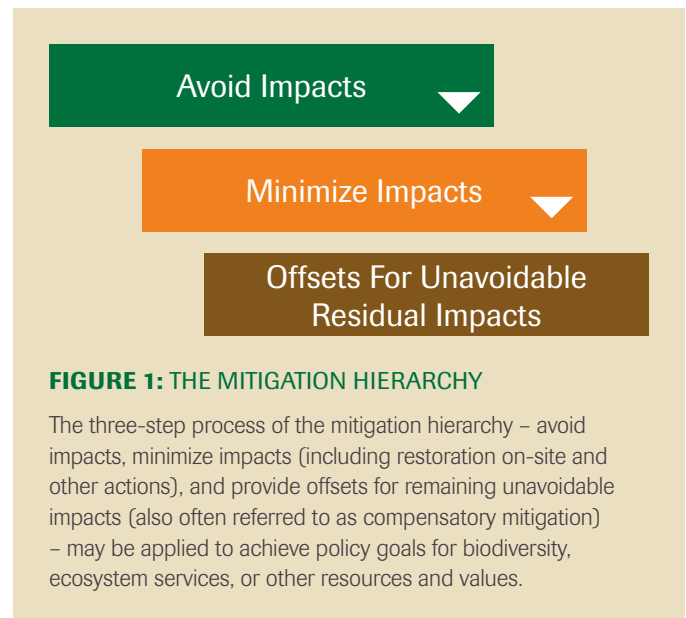 Avoid Impacts
Minimize Impacts
Offsets For Unavoidable
Residual Impacts
FIGURE 1: THE MITIGATION HIERARCHY
The three-step process of the mitigation hierarchy – avoid
impacts, minimize impacts (including restoration on-site and
other actions), and provide offsets for remaining unavoidable
impacts (also often referred to as compensatory mitigation)
– may be applied to achieve policy goals for biodiversity,
ecosystem services, or other resources and values.